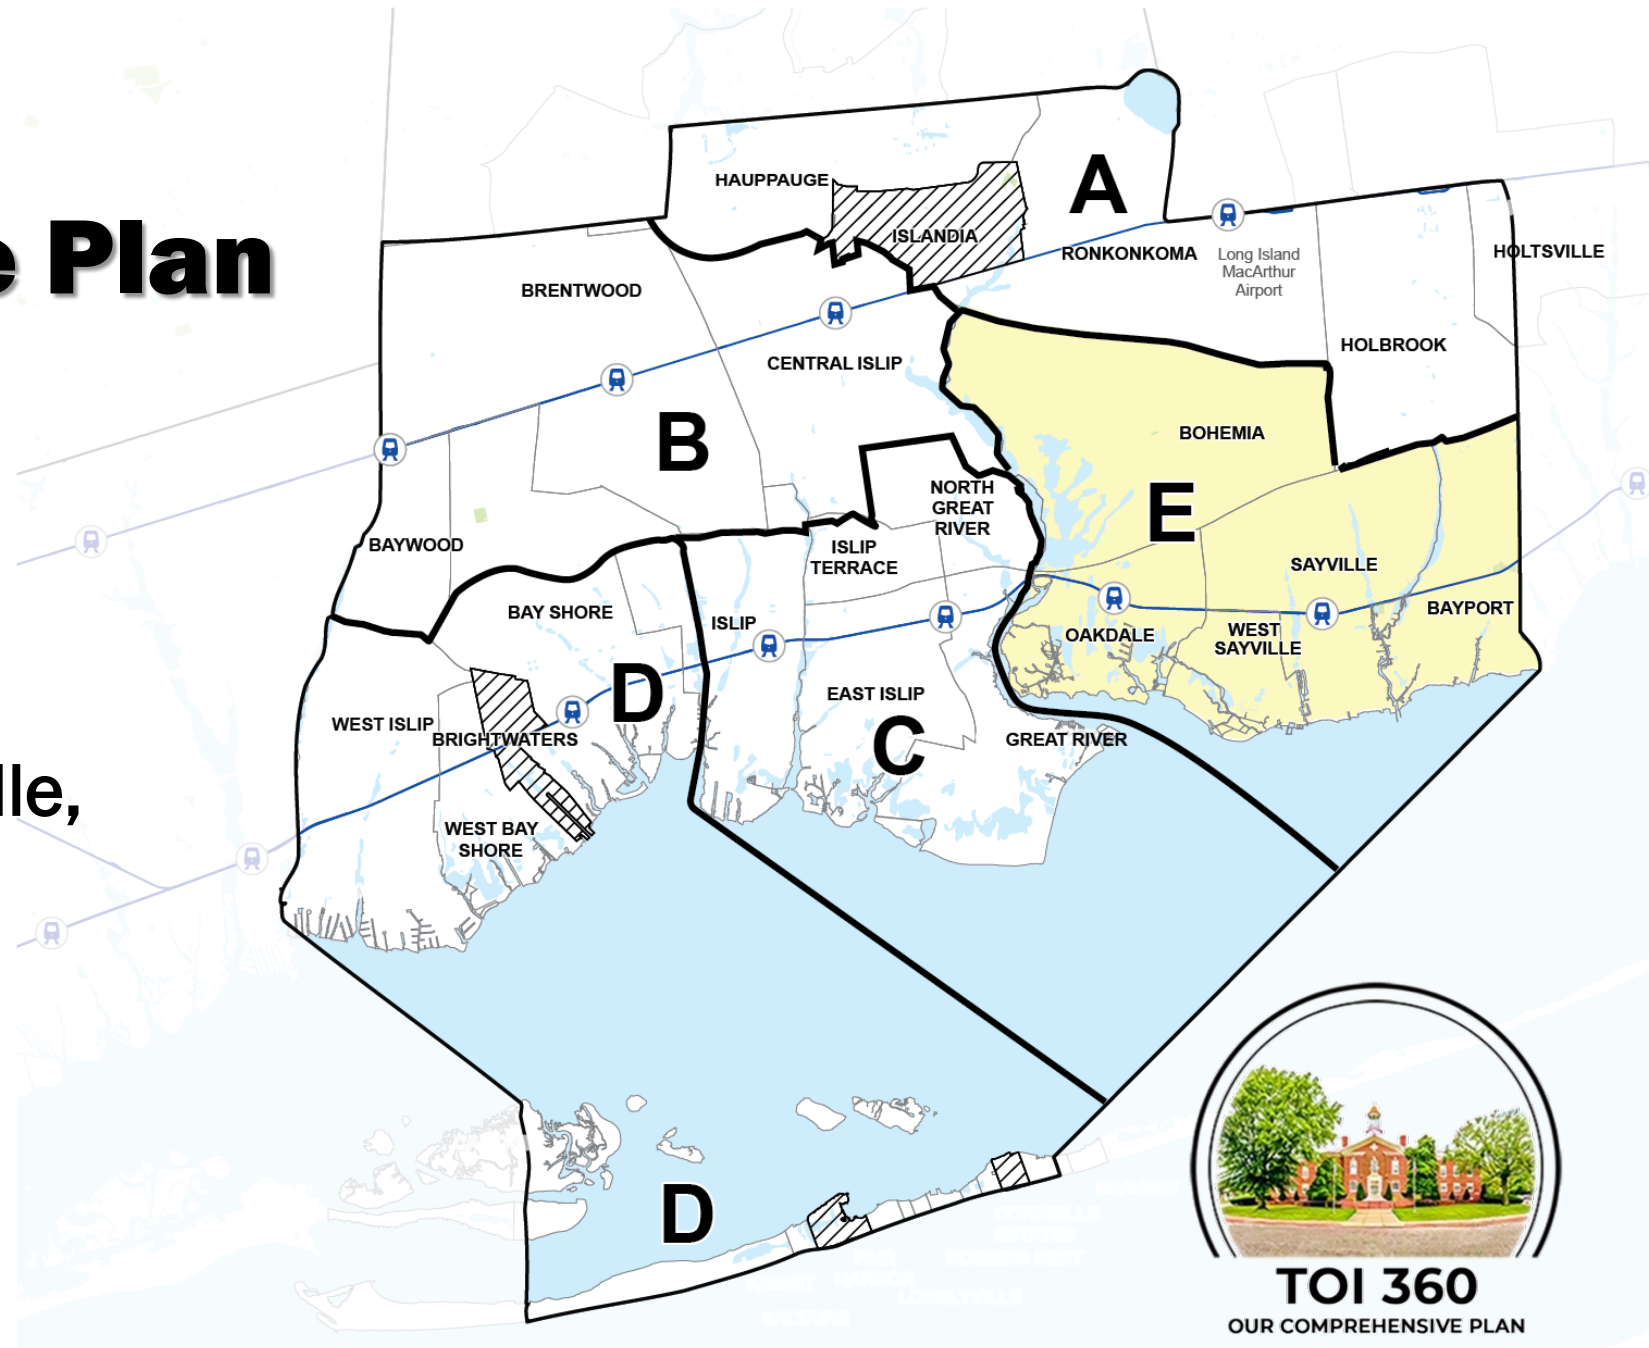 e Plan
lle,
HAUPPAUGE
A
ISLANDIA
RONKONKOMA
Long Island
MacArthur
Airport
HOLTSVILLE
BRENTWOOD
HOLBROOK
CENTRAL ISLIP
B
BOHEMIA
NORTH
GREAT
RIVER
E
BAYWOOD
ISLIP
TERRACE
SAYVILLE
BAY SHORE
ISLIP
BAYPORT
OAKDALE
WEST
SAYVILLE
D
EAST ISLIP
WEST ISLIP
BRIGHTWATERS
C
GREAT RIVER
WEST BAY
SHORE
D
TOI 360
OUR COMPREHENSIVE PLAN